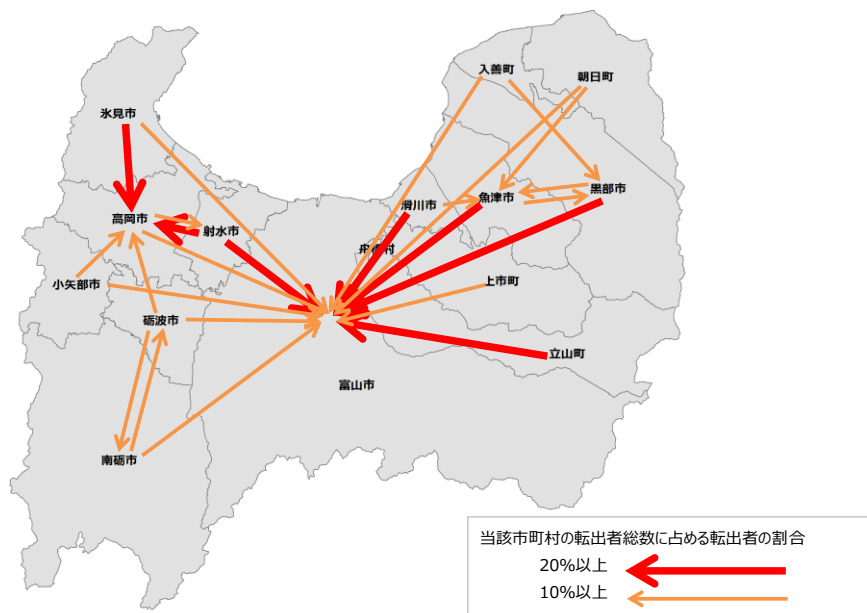 入善町
朝日町
氷見市
黒部市
魚津市
滑川市
高岡市
射水市
舟橋村
上市町
小矢部市
砺波市
立山町
富山市
南砺市
当該市町村の転出者総数に占める転出者の割合
20%以上
10%以上